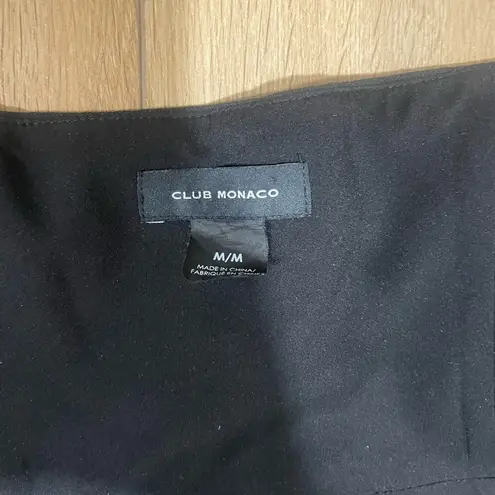 CLUB MONACO
M/M
MADE IN CHINA/
FABRIQUÉ EN CHINE